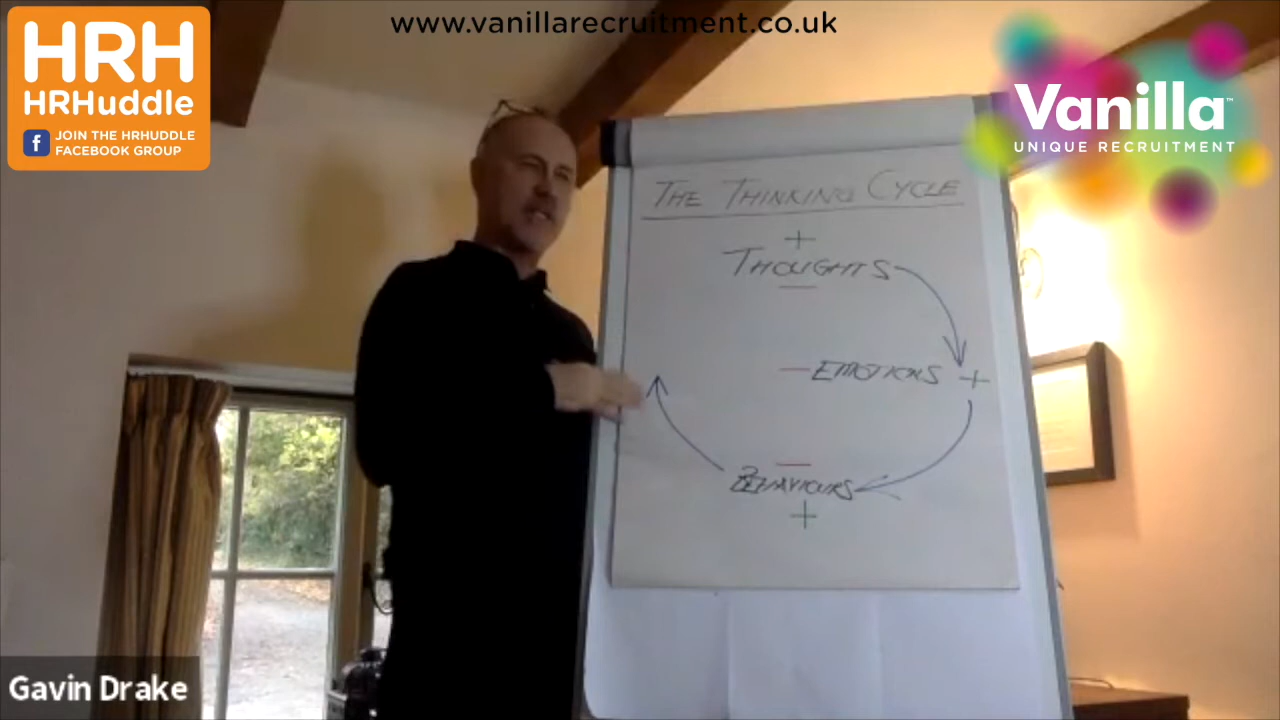 www.vanillarecruitment.co.uk
HRH
HRHuddle
f JOIN THE HRHUDDLE
FACEBOOK GROUP
Vanilla™
UNIQUE RECRUITMENT
THE THINKING CYCLE
+
THOUGHTS
—
— EMOTIONS +
—
BEHAVIOURS
+
Gavin Drake